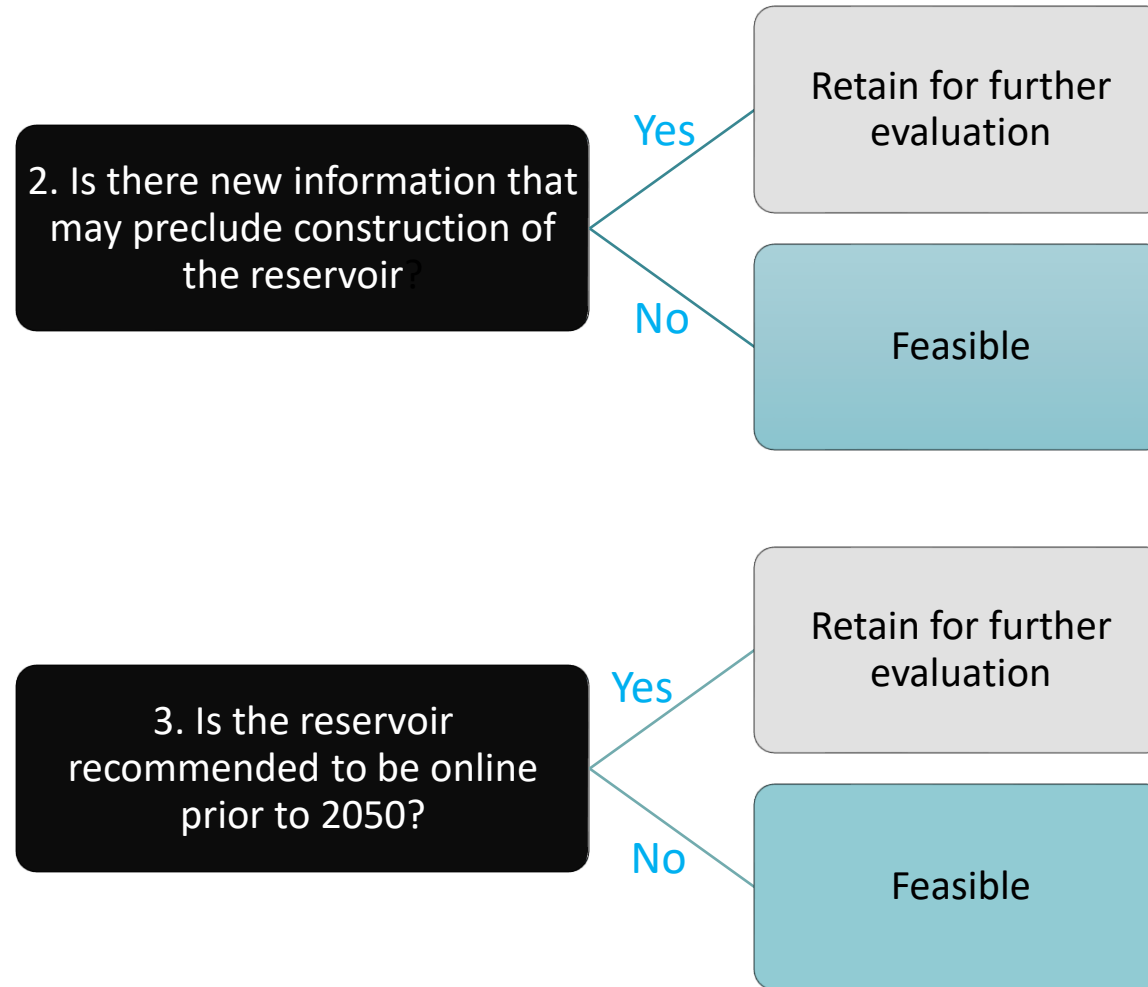 2. Is there new information that
may preclude construction of
the reservoir?
Yes
No
Retain for further
evaluation
Feasible
3. Is the reservoir
recommended to be online
prior to 2050?
Yes
No
Retain for further
evaluation
Feasible